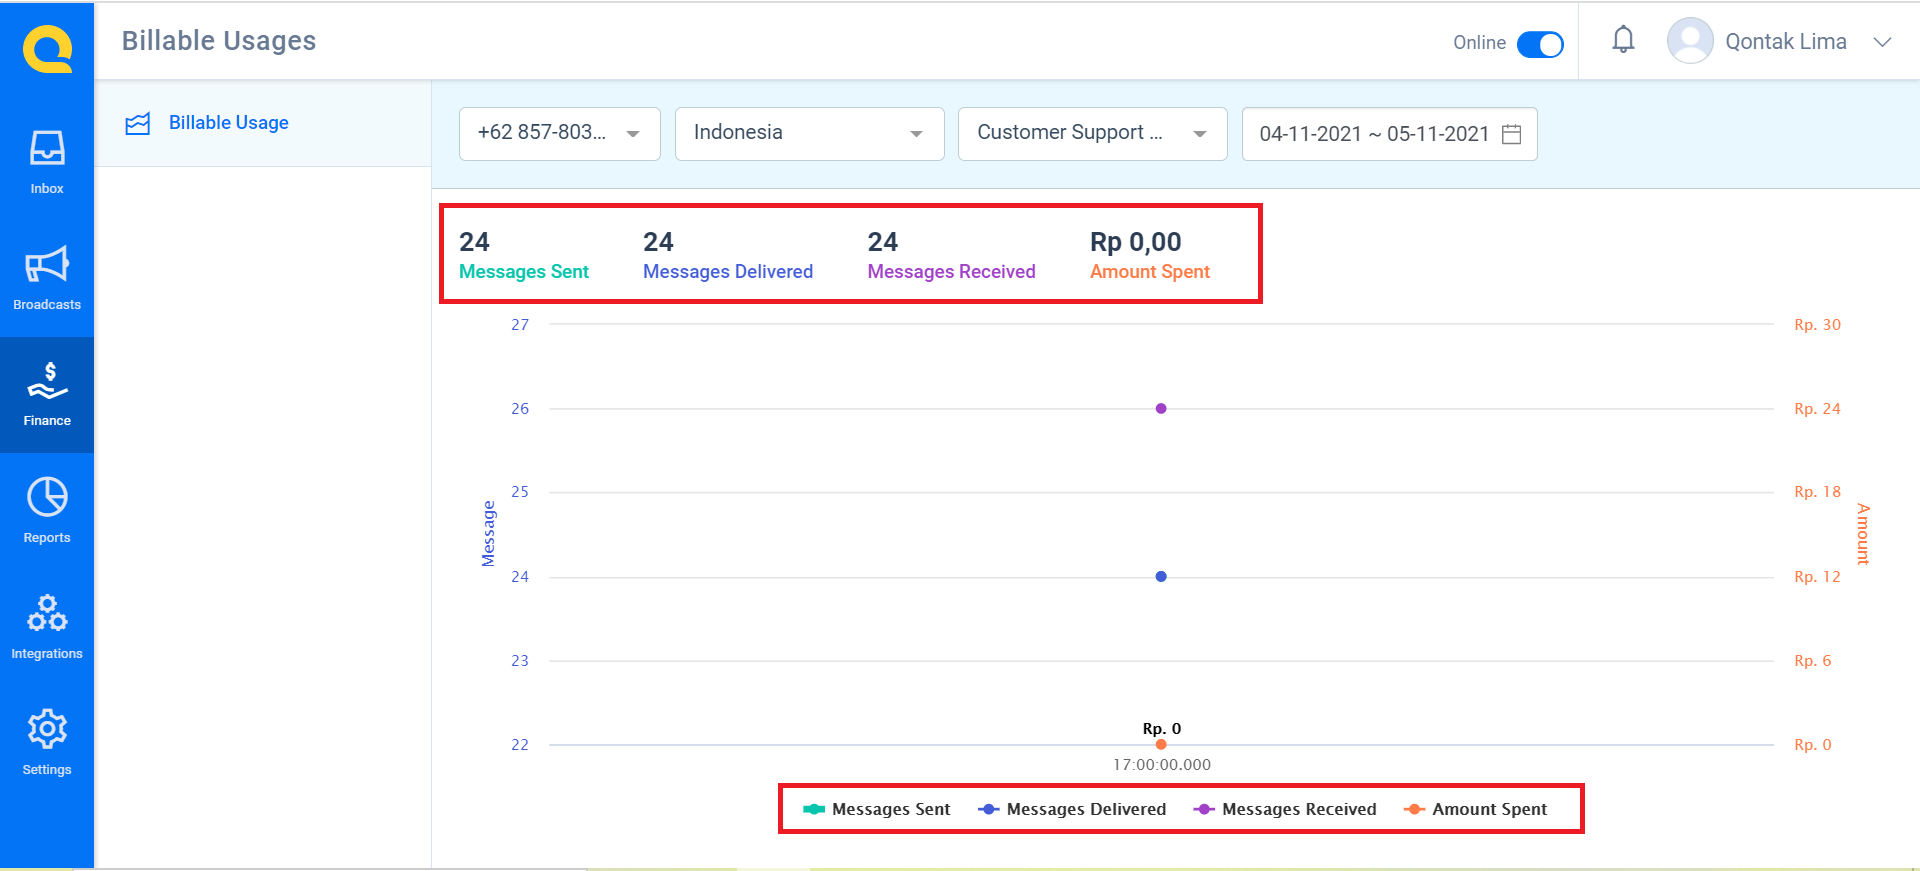 Billable Usages
Online
Qontak Lima
Inbox
Broadcasts
$
Finance
Reports
Integrations
Settings
Billable Usage
+62 857-803...
Indonesia
Customer Support ...
04-11-2021 ~ 05-11-2021
24 24 24 Rp 0,00
Messages Sent Messages Delivered Messages Received Amount Spent
27 Rp. 30
26 Rp. 24
25 Rp. 18
Message
Amount
24 Rp. 12
23 Rp. 6
Rp. 0
22 Rp. 0
17:00:00.000
Messages Sent Messages Delivered Messages Received Amount Spent